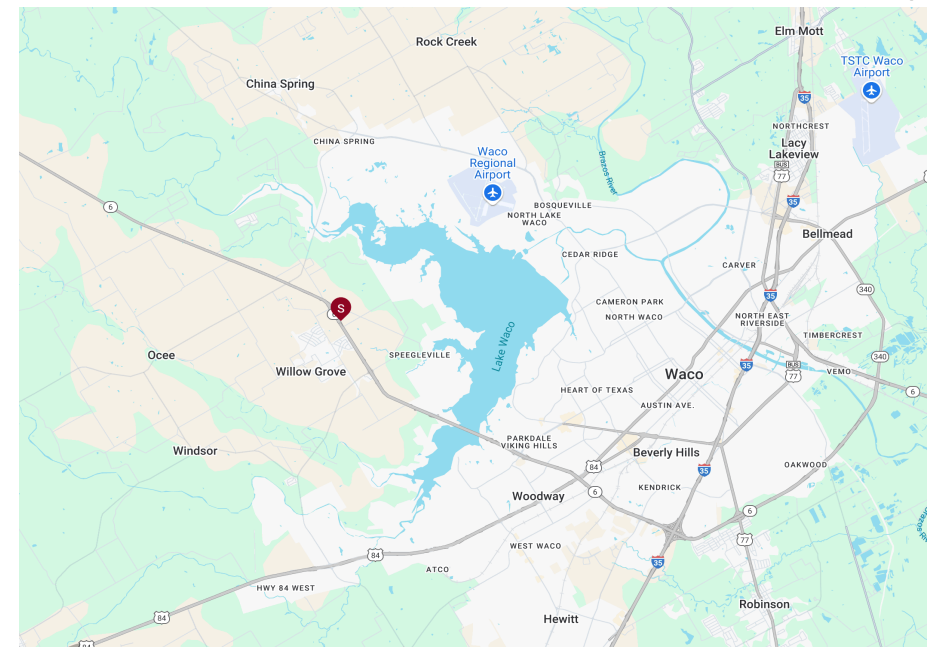 Elm Mott
Rock Creek
TSTC Waco
Airport
China Spring
35
NORTHCREST
CHINA SPRING
Lacy
Lakeview
Waco
Regional
Airport
BUS
77
Brazos River
35
6
BOSQUEVILLE
NORTH LAKE
WACO
Bellmead
CEDAR RIDGE
CARVER
340
35
CAMERON PARK
S
NORTH WACO
NORTH EAST
RIVERSIDE
TIMBERCREST
Lake Waco
Ocee
SPEEGLEVILLE
340
35
BUS
77
VEMO
Willow Grove
Waco
6
HEART OF TEXAS
AUSTIN AVE.
PARKDALE
VIKING HILLS
Windsor
Beverly Hills
84
35
OAKWOOD
KENDRICK
6
Woodway
6
77
WEST WACO
84
35
ATCO
HWY 84 WEST
Robinson
84
Hewitt
84